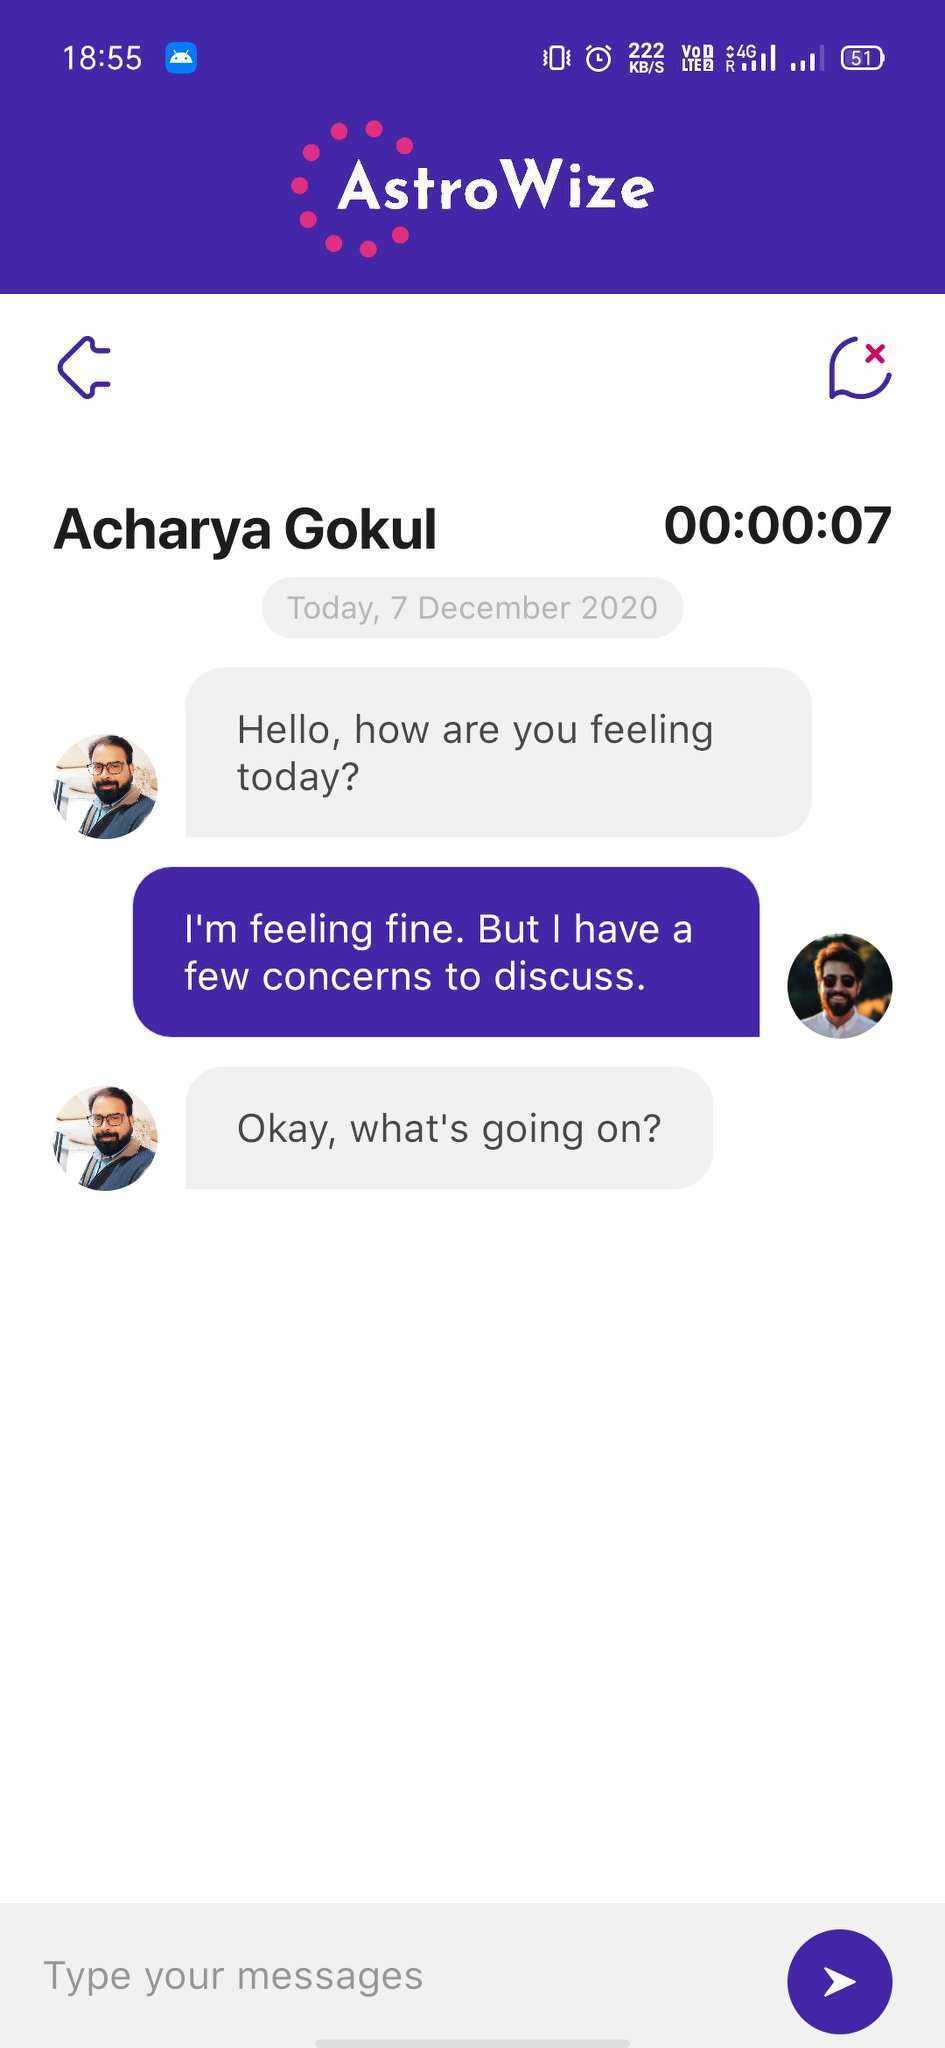 18:55
222
KB/S
VoD
LTE2
4G
R
51
AstroWize
Acharya Gokul
00:00:07
Today, 7 December 2020
Hello, how are you feeling
today?
I'm feeling fine. But I have a
few concerns to discuss.
Okay, what's going on?
Type your messages